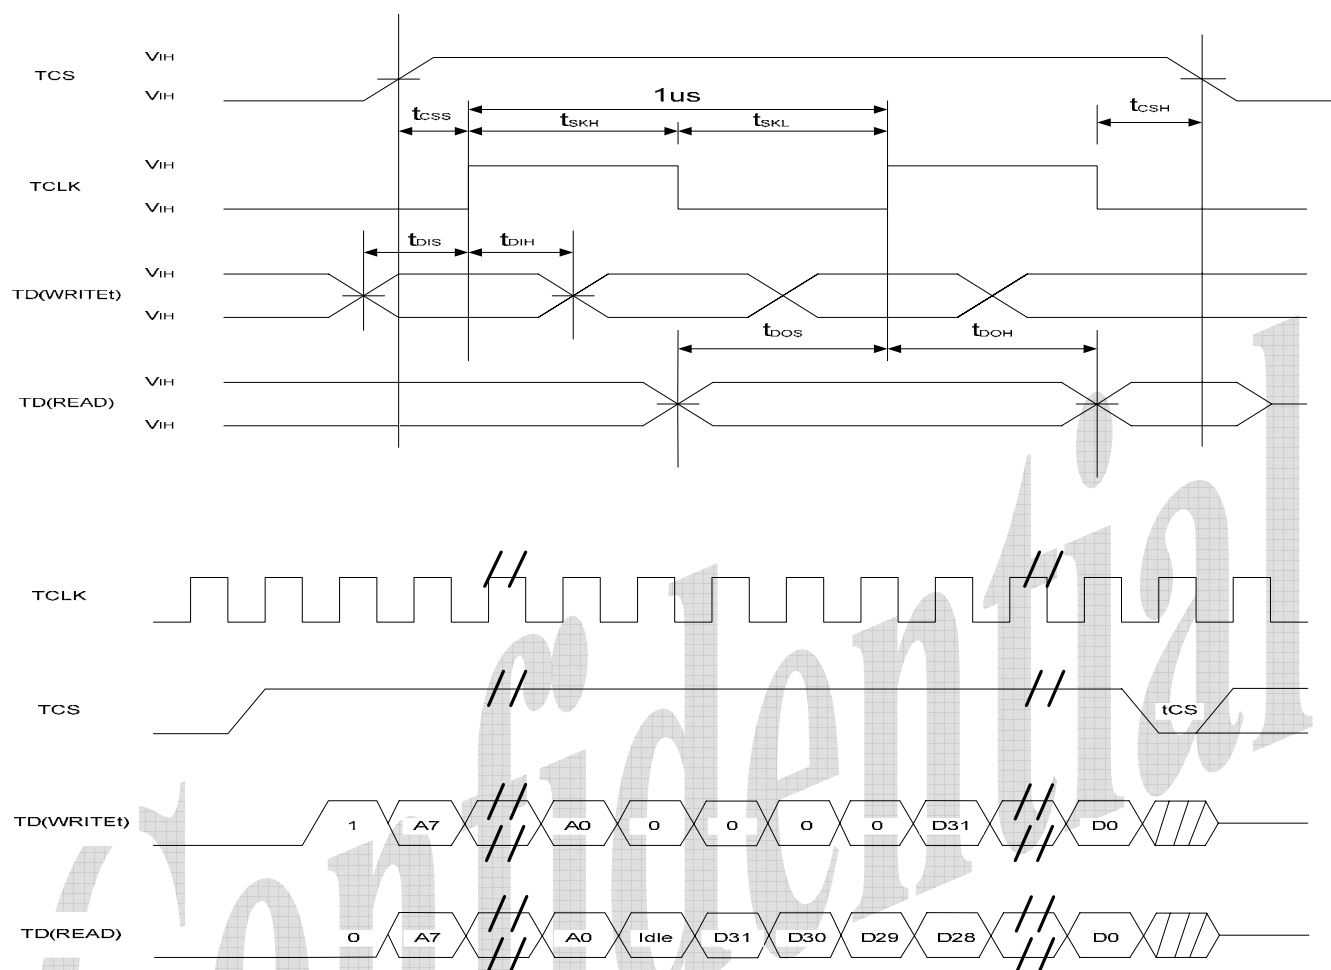 TCS
VIH
VIH
1us
tCSS
tSKH
tSKL
tCSH
TCLK
VIH
VIH
tDIS
tDIH
TD(WRITEt)
VIH
VIH
tDOS
tDOH
TD(READ)
VIH
VIH
TCLK
TCS
tCS
TD(WRITEt)
1 A7 A0 0 0 0 0 D31 D0
TD(READ)
0 A7 A0 Idle D31 D30 D29 D28 D0
Confidential